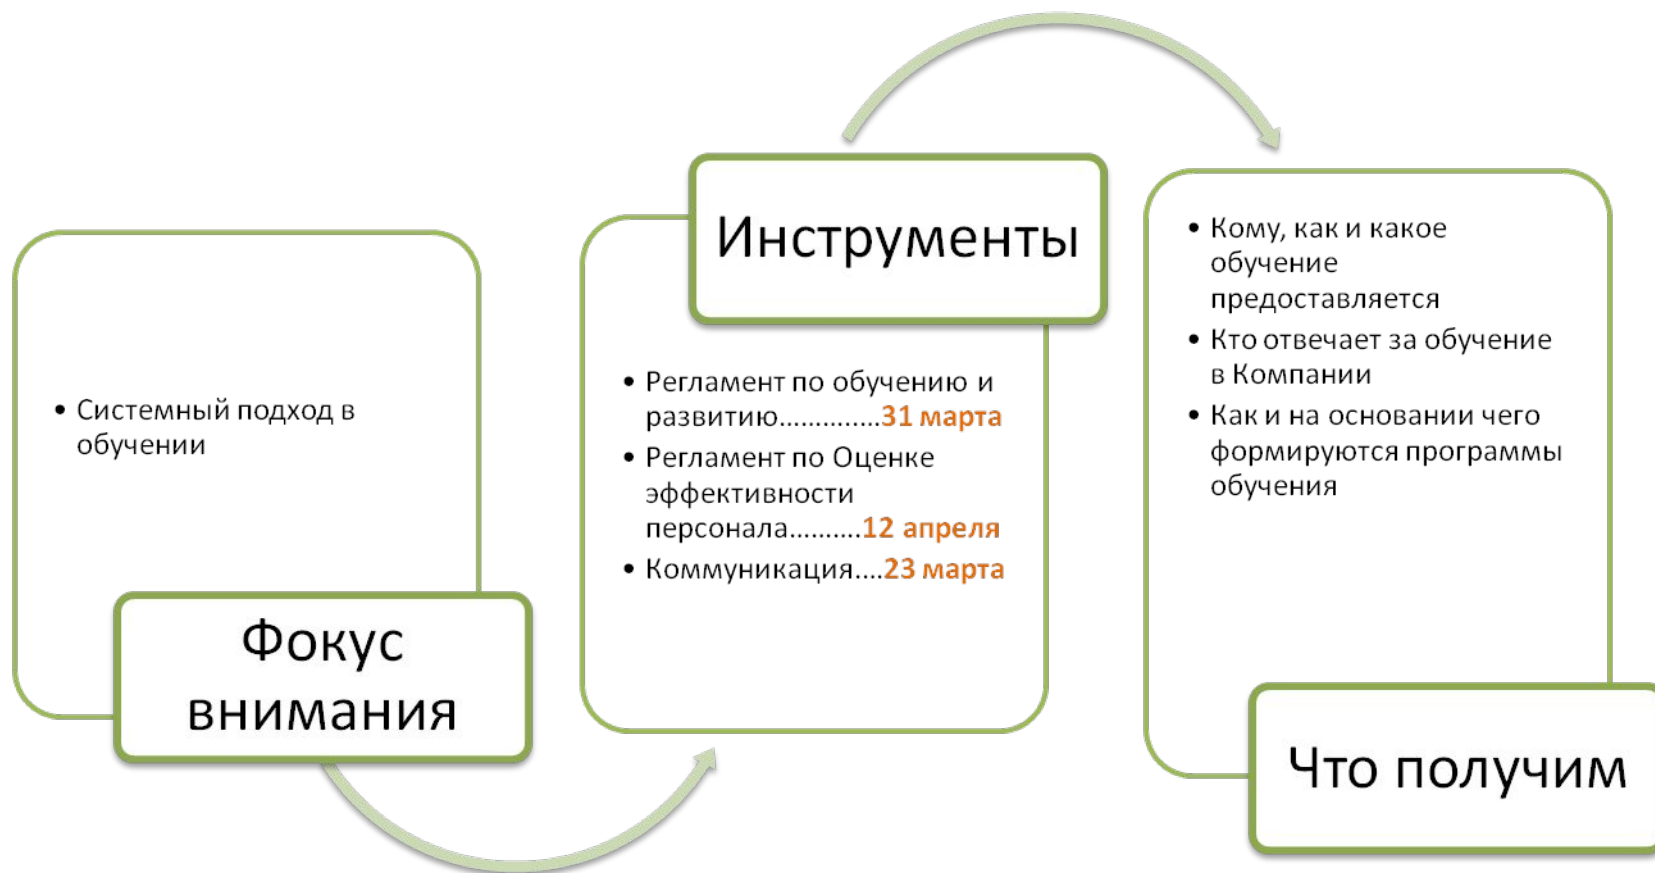 • Системный подход в
обучении
Фокус
внимания
Инструменты
• Регламент по обучению и
развитию..............31 марта
• Регламент по Оценке
эффективности
персонала..........12 апреля
• Коммуникация....23 марта
• Кому, как и какое
обучение
предоставляется
• Кто отвечает за обучение
в Компании
• Как и на основании чего
формируются программы
обучения
Что получим